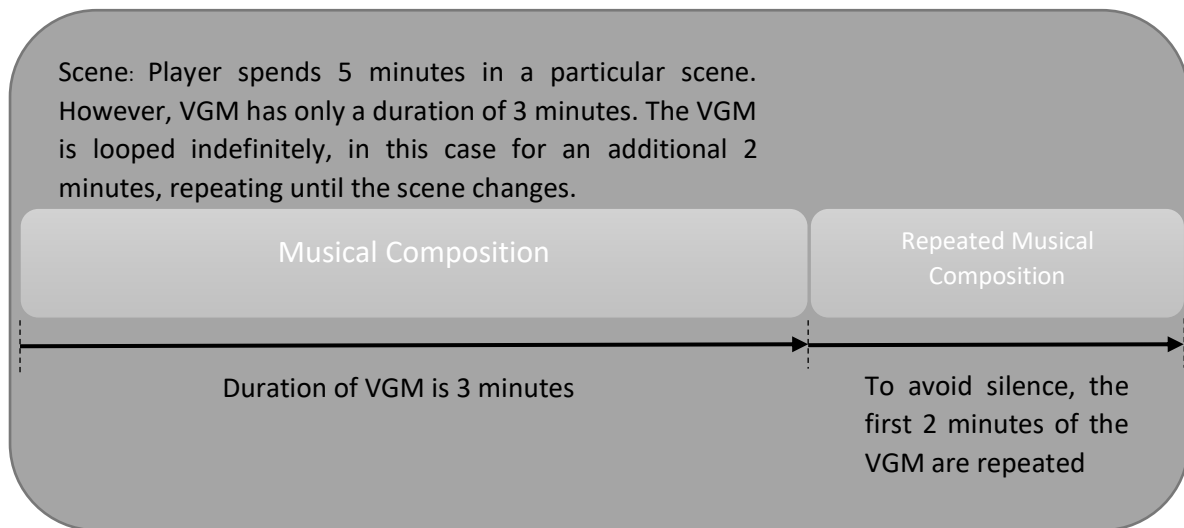 Scene: Player spends 5 minutes in a particular scene.
However, VGM has only a duration of 3 minutes. The VGM
is looped indefinitely, in this case for an additional 2
minutes, repeating until the scene changes.
Musical Composition
Repeated Musical
Composition
Duration of VGM is 3 minutes
To avoid silence, the
first 2 minutes of the
VGM are repeated